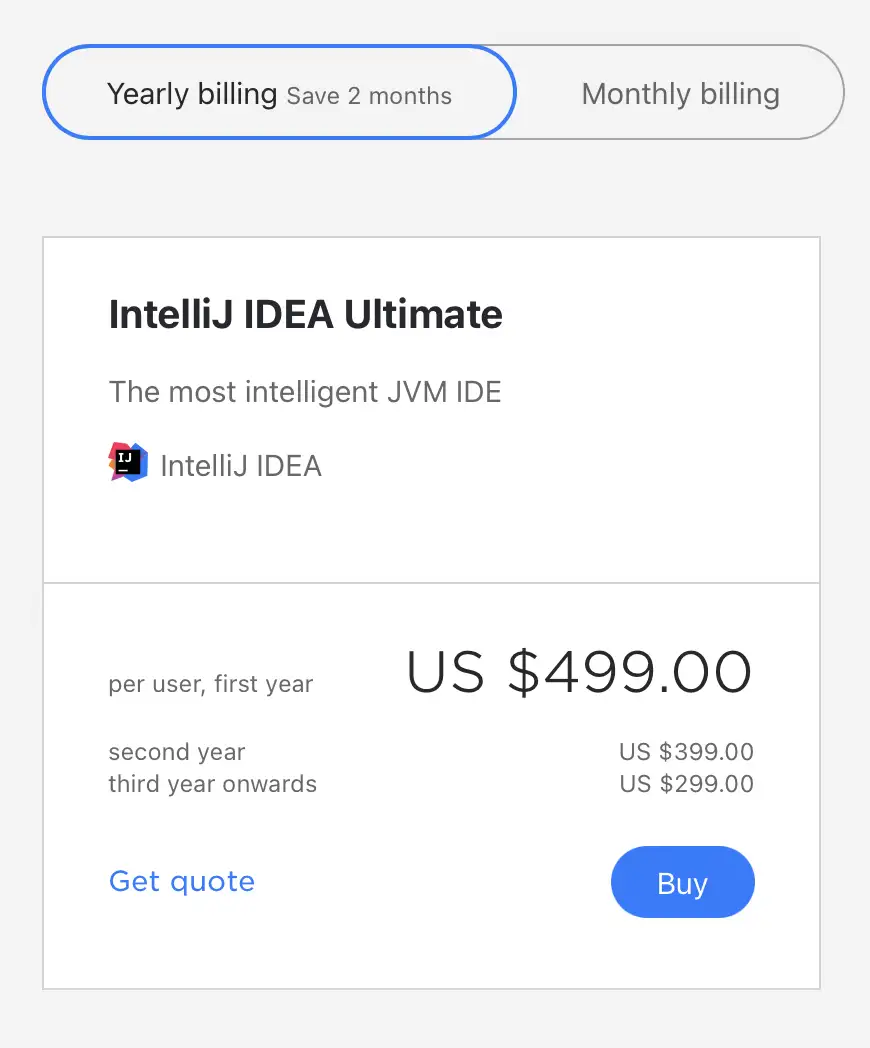 Yearly billing Save 2 months
Monthly billing
IntelliJ IDEA Ultimate
The most intelligent JVM IDE
IJ
IntelliJ IDEA
per user, first year US $499.00
second year US $399.00
third year onwards US $299.00
Get quote
Buy